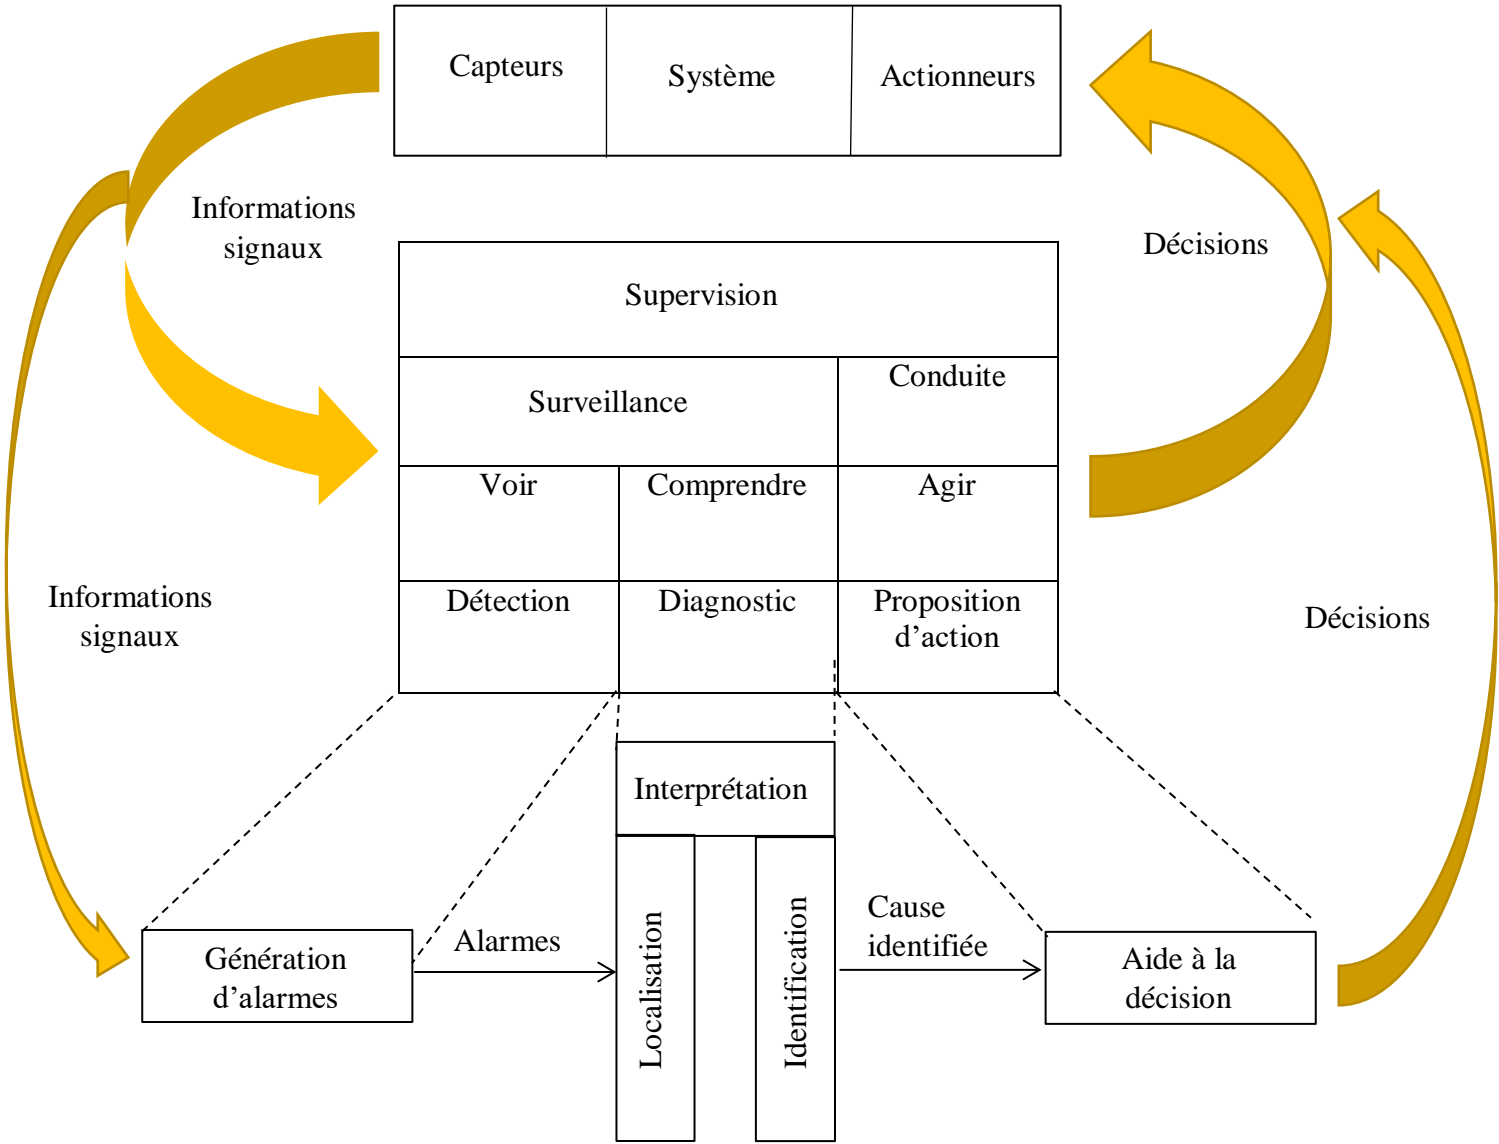 Capteurs
Système
Actionneurs
Informations
signaux
Décisions
Supervision
Surveillance
Conduite
Voir
Comprendre
Agir
Détection
Diagnostic
Proposition
d’action
Informations
signaux
Décisions
Interprétation
Localisation
Identification
Génération
d’alarmes
Alarmes
Cause
identifiée
Aide à la
décision